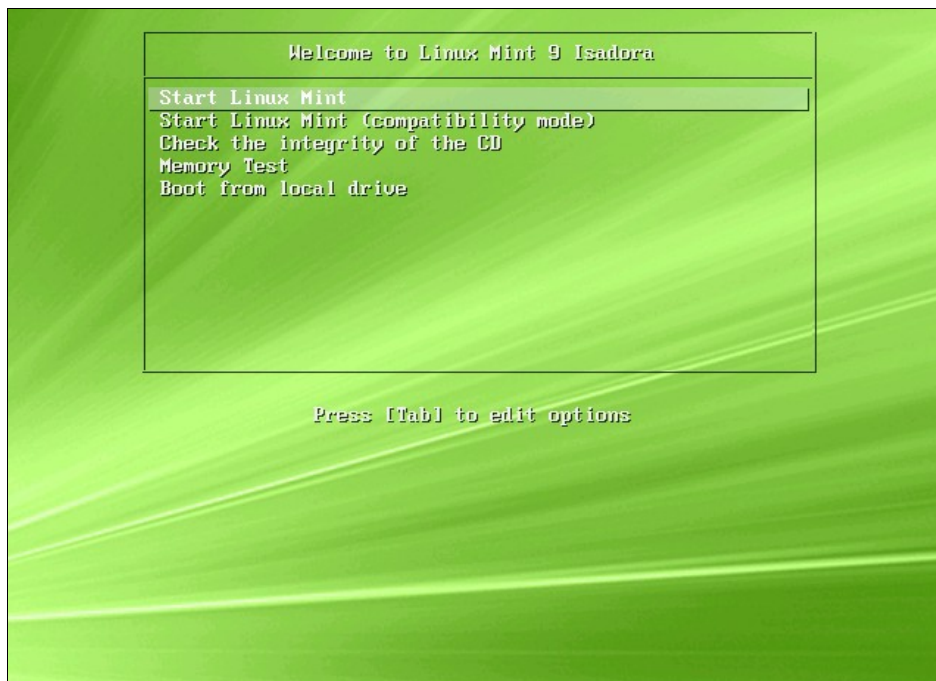 Welcome to Linux Mint 9 Isadora
Start Linux Mint
Start Linux Mint (compatibility mode)
Check the integrity of the CD
Memory Test
Boot from local drive
Press [Tab] to edit options